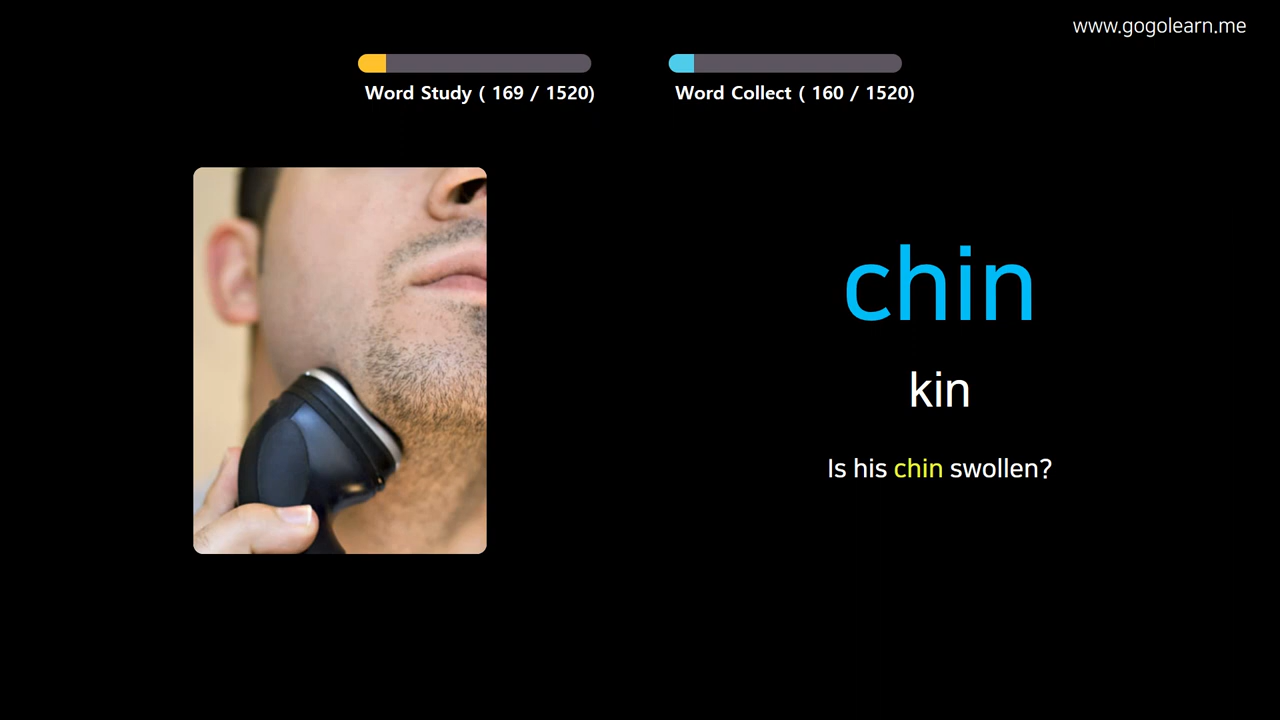 www.gogolearn.me
Word Study ( 169 / 1520)
Word Collect ( 160 / 1520)
chin
kin
Is his chin swollen?